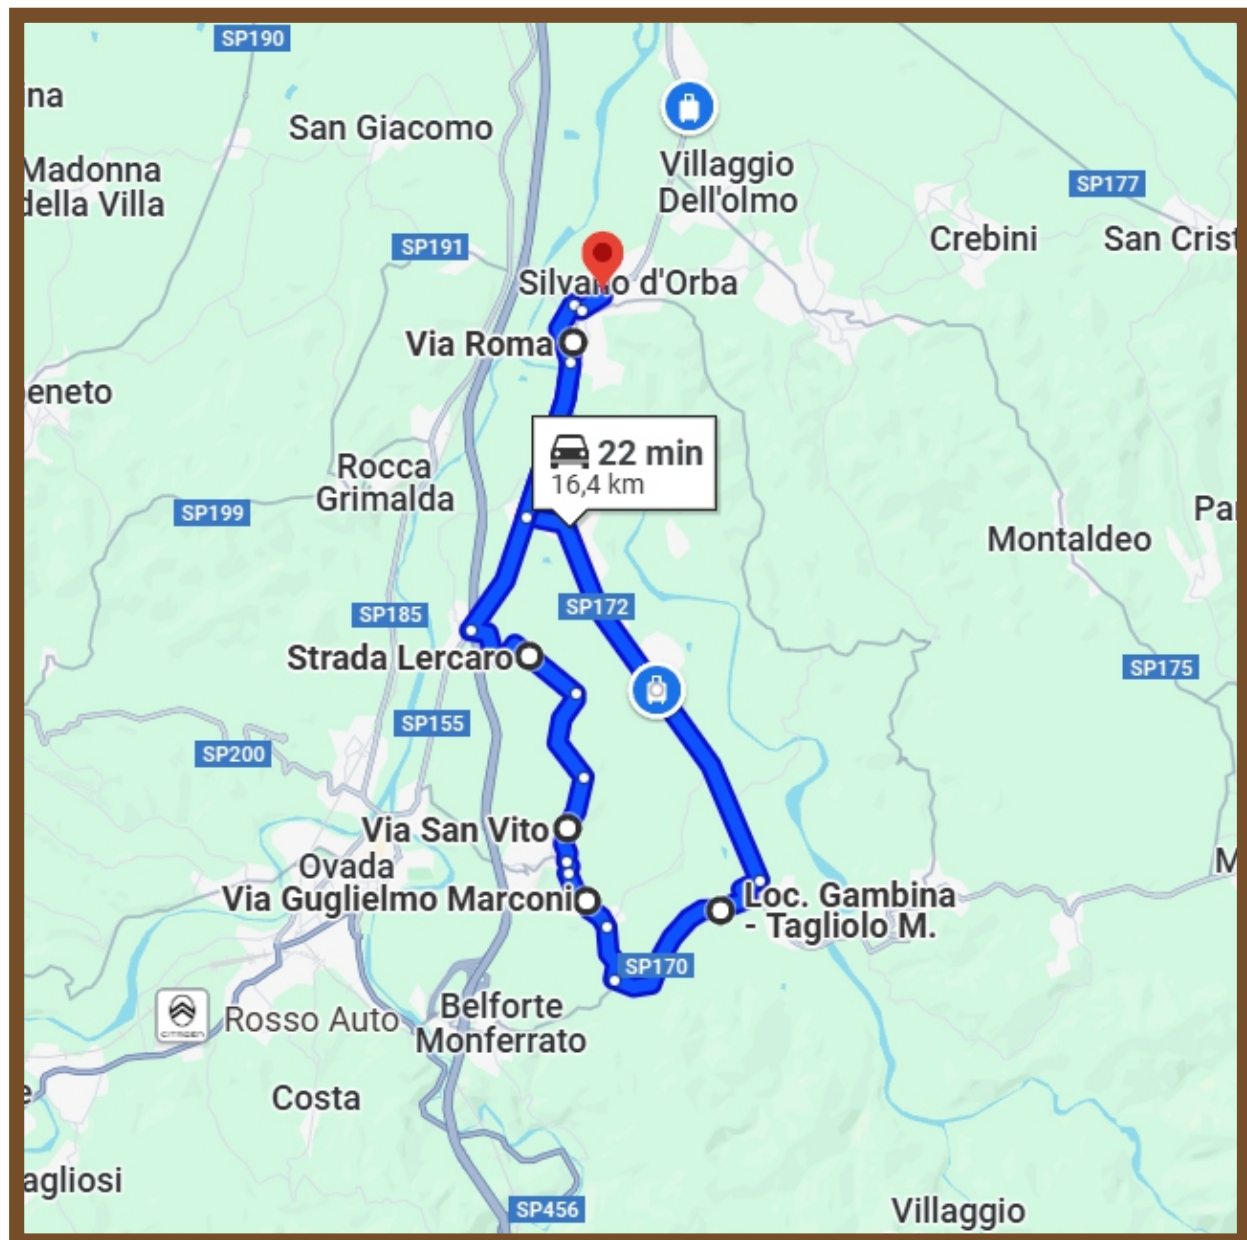 SP190
ina
San Giacomo
Madonna
della Villa
Villaggio
Dell'olmo
SP177
SP191
Crebini
San Crist
Silvano d'Orba
Via Roma
peneto
22 min
16,4 km
Rocca
Grimalda
SP199
Pa
Montaldeo
SP185
SP172
Strada Lercaro
SP175
SP155
SP200
Via San Vito
Ovada
M
Via Guglielmo Marconi
Loc. Gambina
- Tagliolo M.
SP170
Belforte
Monferrato
CITROËN
Rosso Auto
e
Costa
agliosi
SP456
Villaggio